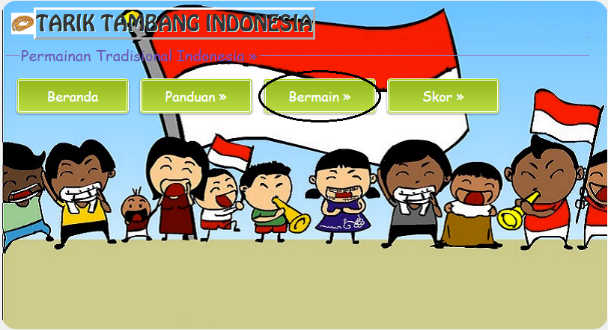 TARIK TAMBANG INDONESIA
Permainan Tradisional Indonesia »
Beranda Panduan » Bermain » Skor »